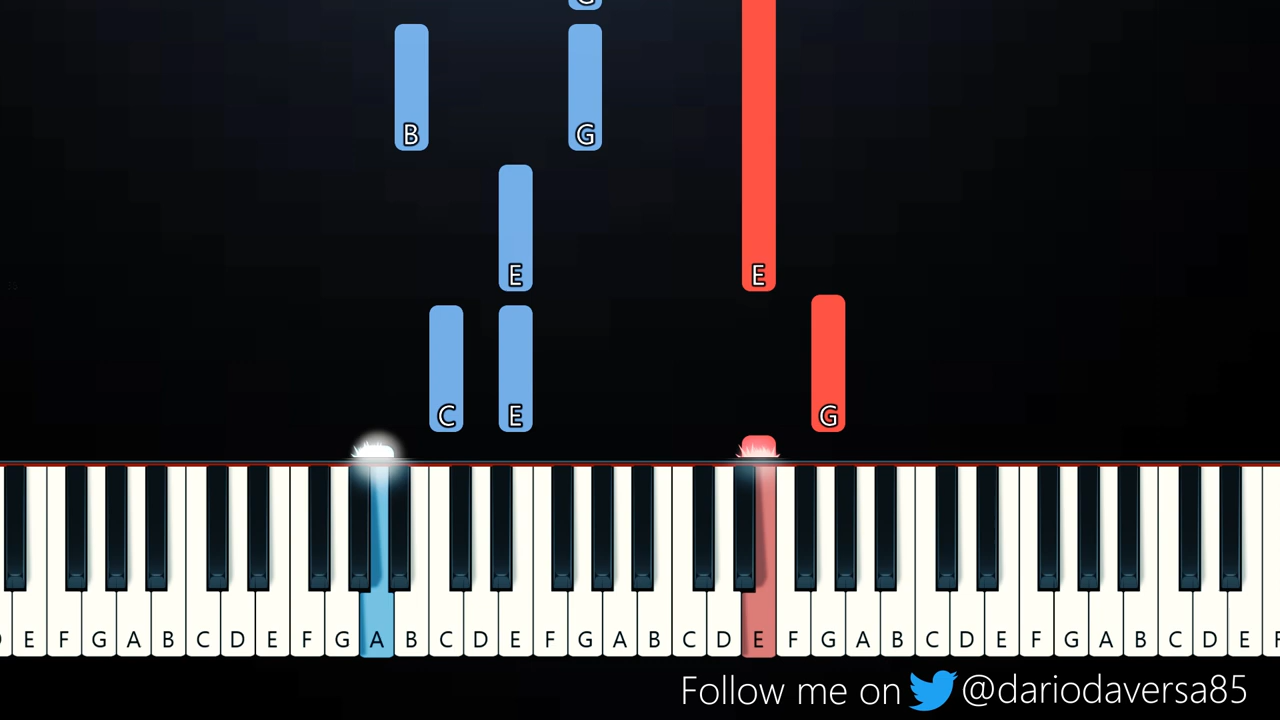 G
B G
E
E E
C E G
E F G A B C D E F G A B C D E F G A B C D E F G A B C D E F G A B C D E
Follow me on @dariodaversa85